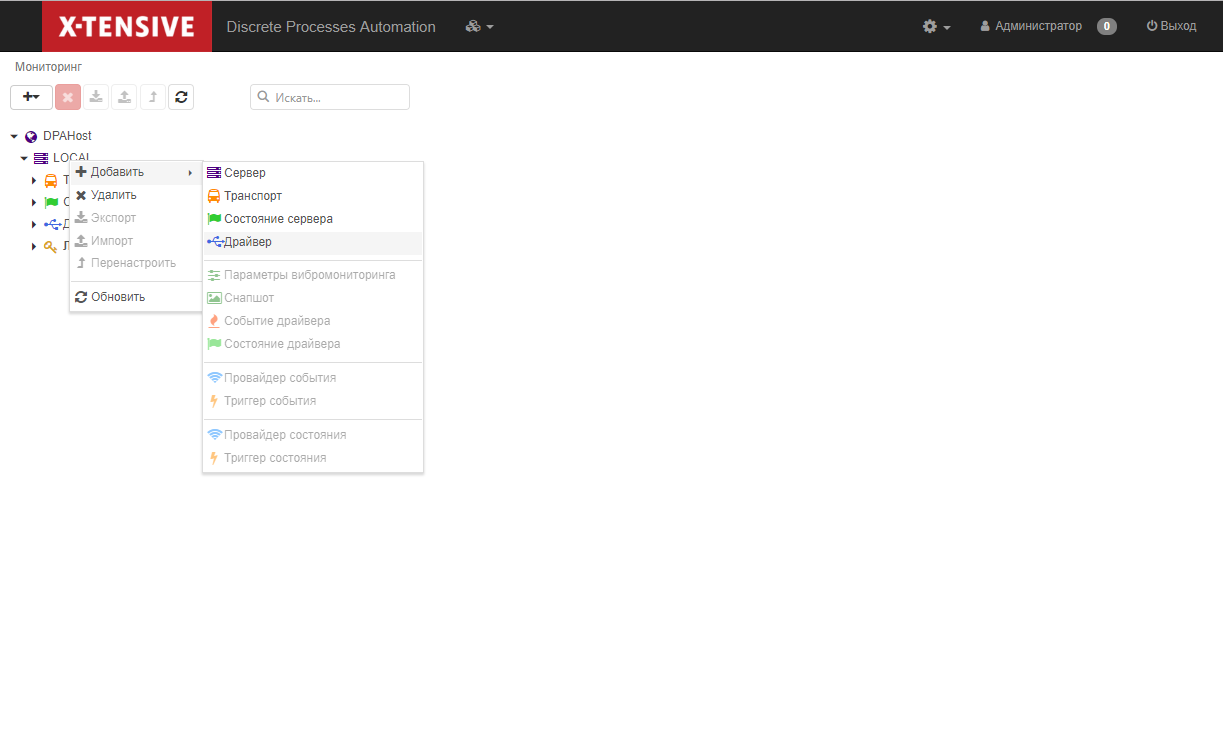 X-TENSIVE Discrete Processes Automation Администратор 0 Выход
Мониторинг
Искать...
DPAHost
LOCAL
Добавить
Удалить
Экспорт
Импорт
Перенастроить
Обновить
Сервер
Транспорт
Состояние сервера
Драйвер
Параметры вибромониторинга
Снапшот
Событие драйвера
Состояние драйвера
Провайдер события
Триггер события
Провайдер состояния
Триггер состояния